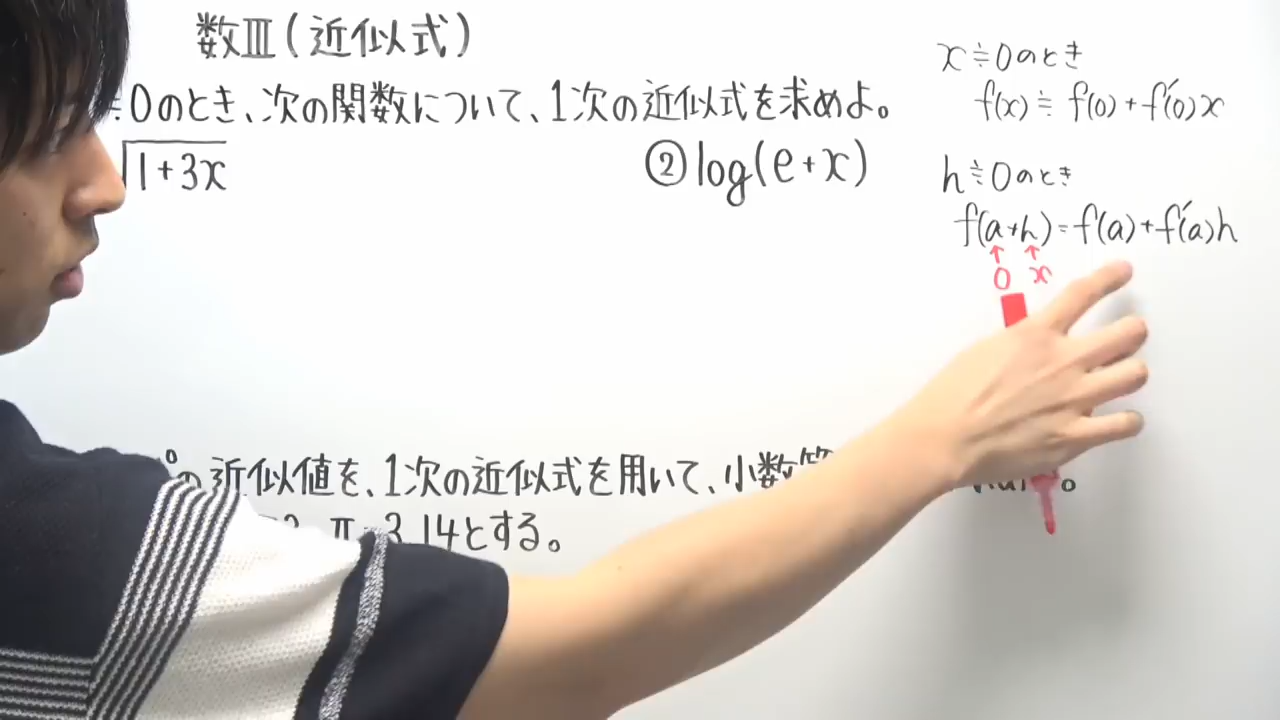 数Ⅲ(近似式)
≒0のとき、次の関数について、1次の近似式を求めよ。
√1+3x
②log(e+x)
x≒0のとき
f(x)≒f(0)+f'(0)x
h≒0のとき
f(a+h)≒f(a)+f'(a)h
↑ ↑
0 x
°の近似値を、1次の近似式を用いて、小数第
π=3.14とする。